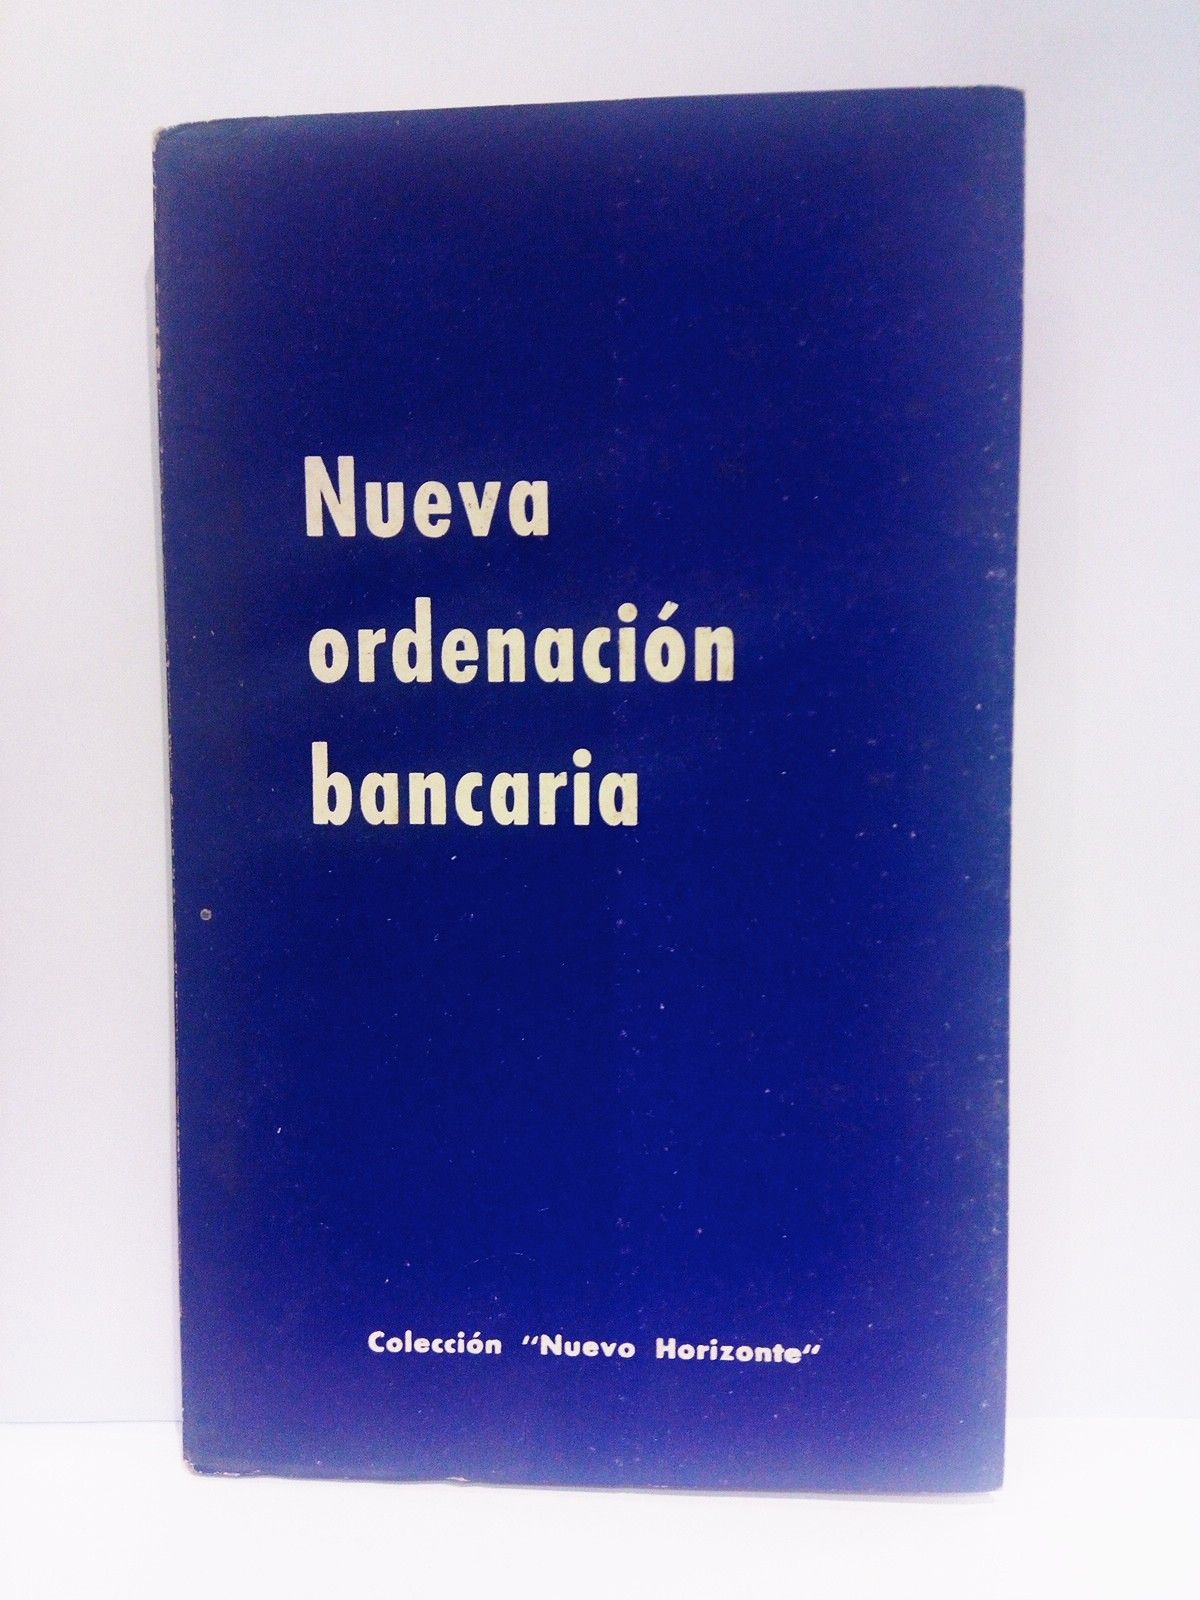 Nueva
ordenación
bancaria
Colección "Nuevo Horizonte"